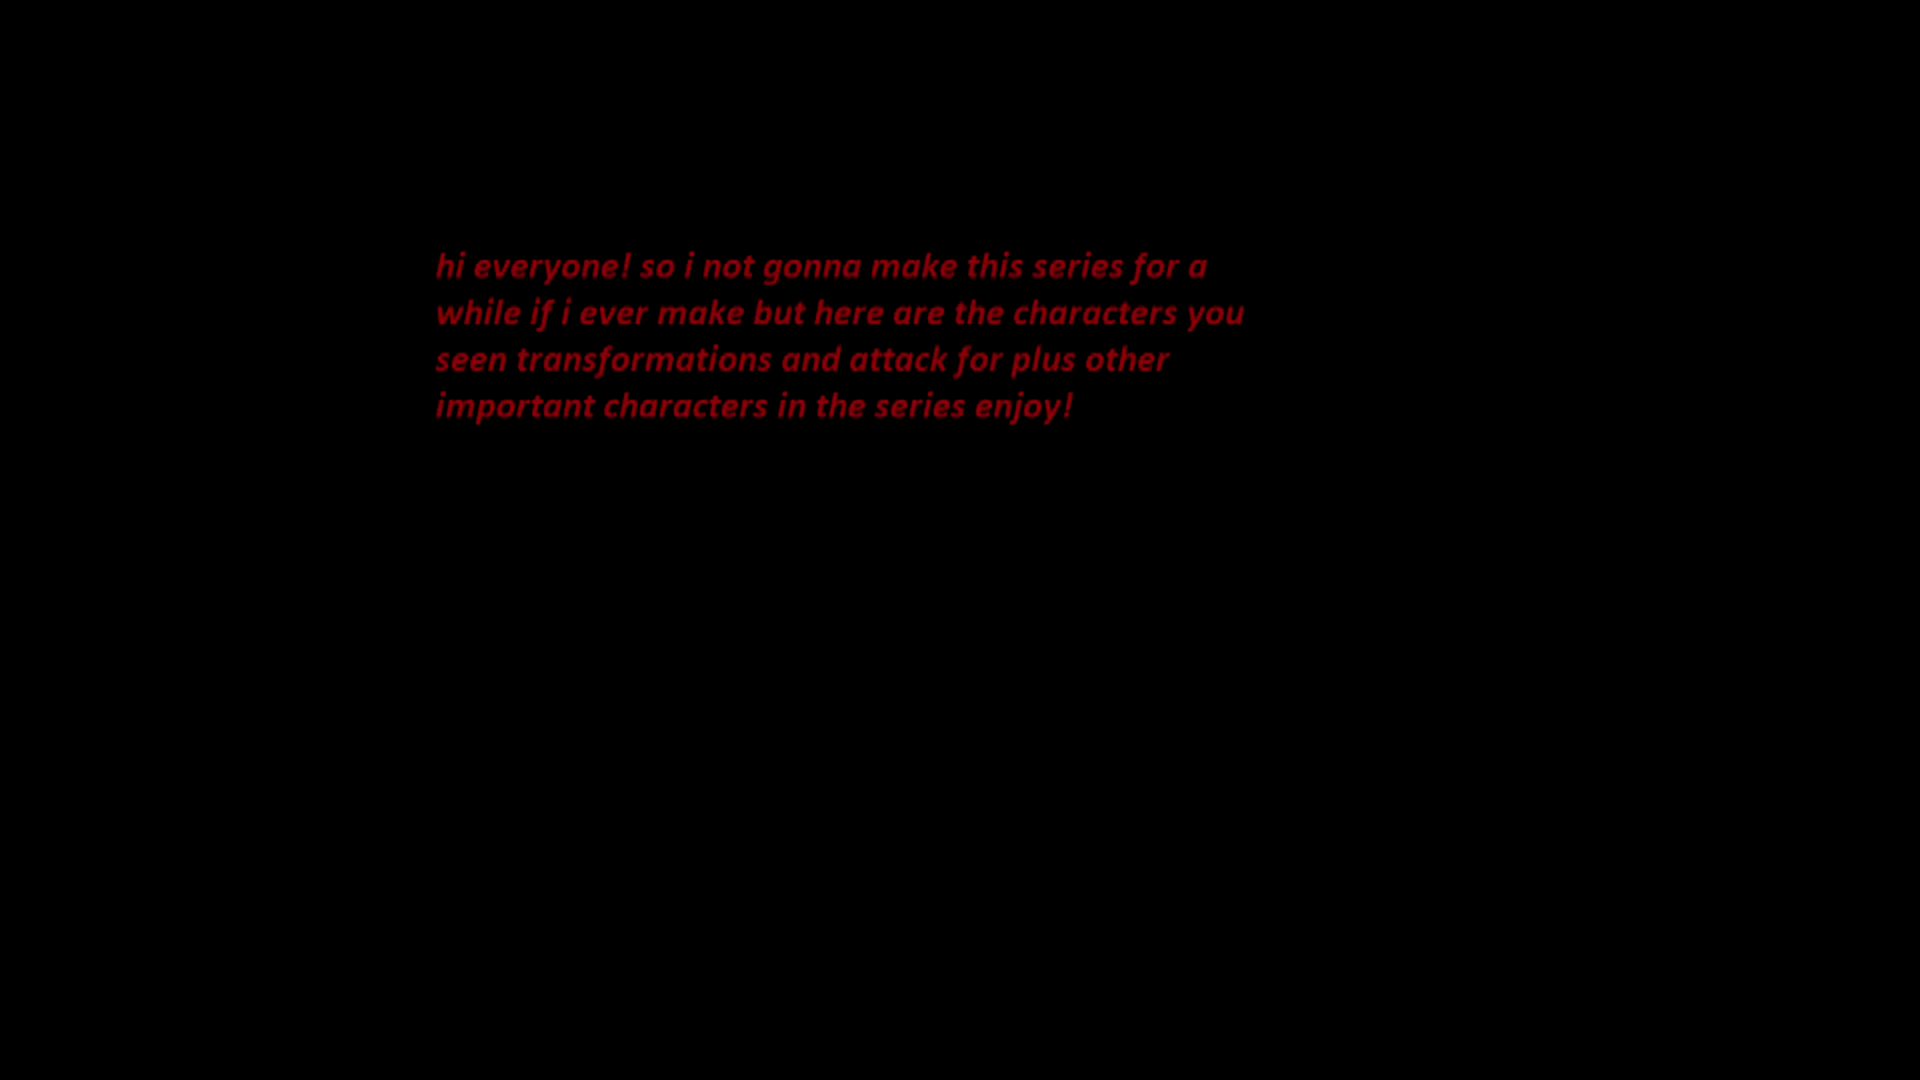 hi everyone! so i not gonna make this series for a
while if i ever make but here are the characters you
seen transformations and attack for plus other
important characters in the series enjoy!